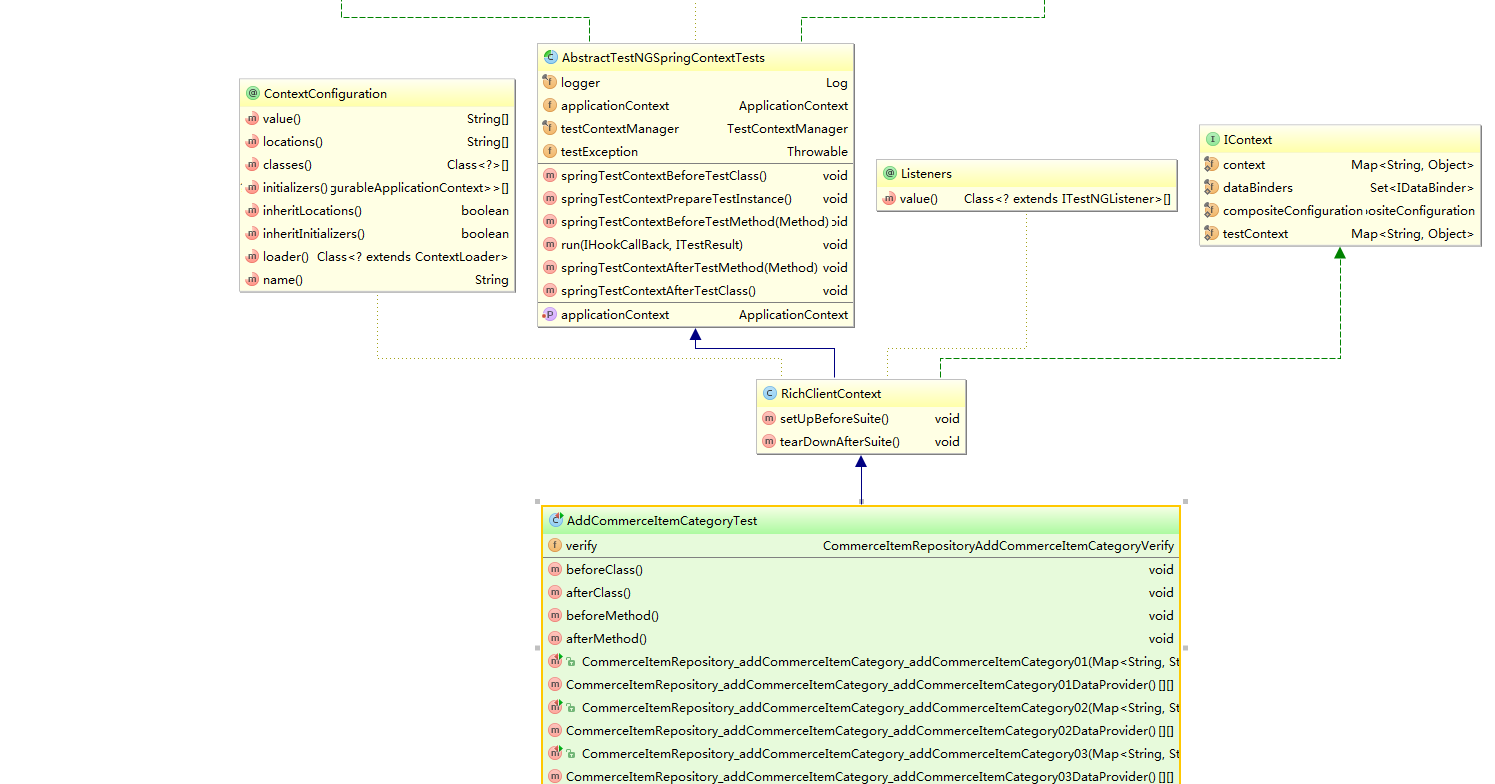 ContextConfiguration
value() String[]
locations() String[]
classes() Class<?>[]
initializers() gurableApplicationContext>>[]
inheritLocations() boolean
inheritInitializers() boolean
loader() Class<? extends ContextLoader>
name() String
AbstractTestNGSpringContextTests
logger Log
applicationContext ApplicationContext
testContextManager TestContextManager
testException Throwable
springTestContextBeforeTestClass() void
springTestContextPrepareTestInstance() void
springTestContextBeforeTestMethod(Method) oid
run(IHookCallBack, ITestResult) void
springTestContextAfterTestMethod(Method) void
springTestContextAfterTestClass() void
applicationContext ApplicationContext
Listeners
value() Class<? extends ITestNGListener>[]
IContext
context Map<String, Object>
dataBinders Set<IDataBinder>
compositeConfiguration ositeConfiguration
testContext Map<String, Object>
RichClientContext
setUpBeforeSuite() void
tearDownAfterSuite() void
AddCommerceItemCategoryTest
verify CommerceItemRepositoryAddCommerceItemCategoryVerify
beforeClass() void
afterClass() void
beforeMethod() void
afterMethod() void
CommerceItemRepository_addCommerceItemCategory_addCommerceItemCategory01(Map<String, St
CommerceItemRepository_addCommerceItemCategory_addCommerceItemCategory01DataProvider() [][]
CommerceItemRepository_addCommerceItemCategory_addCommerceItemCategory02(Map<String, St
CommerceItemRepository_addCommerceItemCategory_addCommerceItemCategory02DataProvider() [][]
CommerceItemRepository_addCommerceItemCategory_addCommerceItemCategory03(Map<String, St
CommerceItemRepository_addCommerceItemCategory_addCommerceItemCategory03DataProvider() [][]